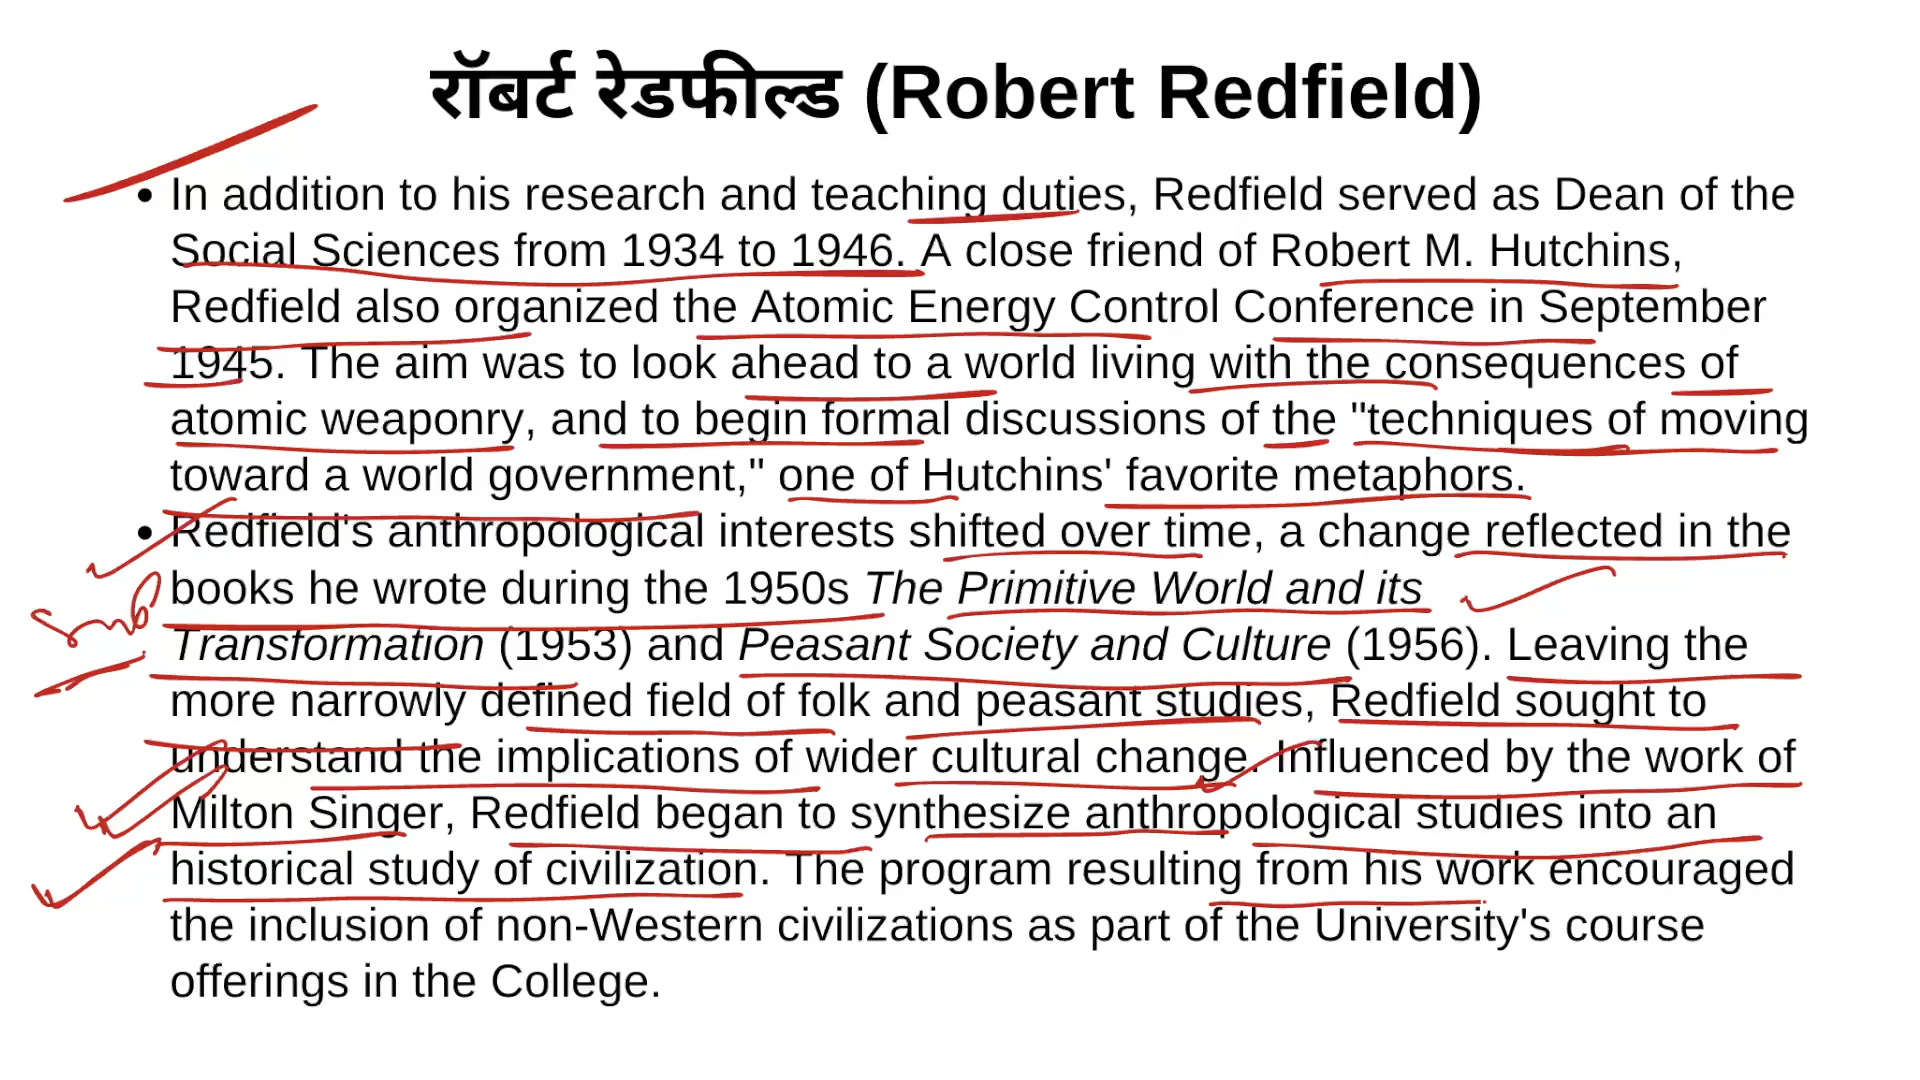 रॉबर्ट रेडफील्ड (Robert Redfield)
• In addition to his research and teaching duties, Redfield served as Dean of the
Social Sciences from 1934 to 1946. A close friend of Robert M. Hutchins,
Redfield also organized the Atomic Energy Control Conference in September
1945. The aim was to look ahead to a world living with the consequences of
atomic weaponry, and to begin formal discussions of the "techniques of moving
toward a world government," one of Hutchins' favorite metaphors.
• Redfield's anthropological interests shifted over time, a change reflected in the
books he wrote during the 1950s The Primitive World and its
Transformation (1953) and Peasant Society and Culture (1956). Leaving the
more narrowly defined field of folk and peasant studies, Redfield sought to
understand the implications of wider cultural change. Influenced by the work of
Milton Singer, Redfield began to synthesize anthropological studies into an
historical study of civilization. The program resulting from his work encouraged
the inclusion of non-Western civilizations as part of the University's course
offerings in the College.